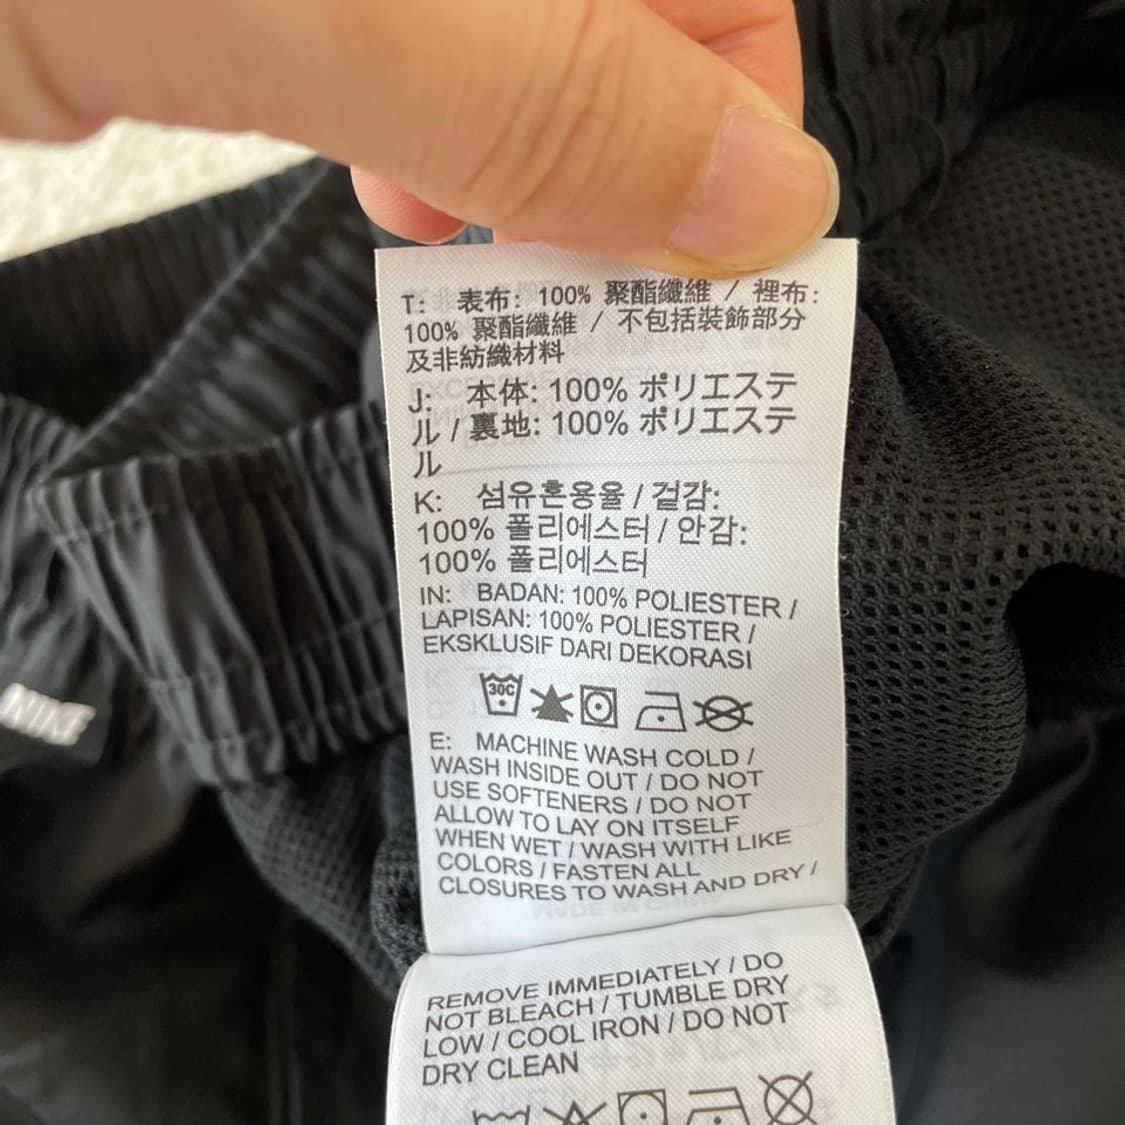 T: 表布: 100% 聚酯纖維 / 裡布:
100% 聚酯纖維 / 不包括裝飾部分
及非紡織材料
J: 本体: 100% ポリエステ
ル / 裏地: 100% ポリエステ
ル
K: 섬유혼용율 / 겉감:
100% 폴리에스터 / 안감:
100% 폴리에스터
IN: BADAN: 100% POLIESTER /
LAPISAN: 100% POLIESTER /
EKSKLUSIF DARI DEKORASI
30C
E: MACHINE WASH COLD /
WASH INSIDE OUT / DO NOT
USE SOFTENERS / DO NOT
ALLOW TO LAY ON ITSELF
WHEN WET / WASH WITH LIKE
COLORS / FASTEN ALL
CLOSURES TO WASH AND DRY /
REMOVE IMMEDIATELY / DO
NOT BLEACH / TUMBLE DRY
LOW / COOL IRON / DO NOT
DRY CLEAN
NIKE